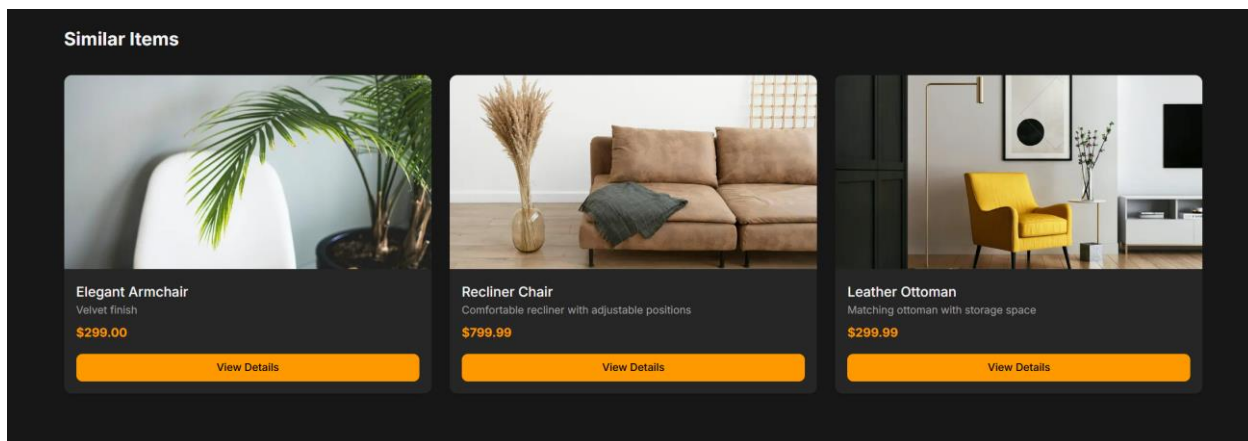 Similar Items
Elegant Armchair
Velvet finish
$299.00
View Details
Recliner Chair
Comfortable recliner with adjustable positions
$799.99
View Details
Leather Ottoman
Matching ottoman with storage space
$299.99
View Details